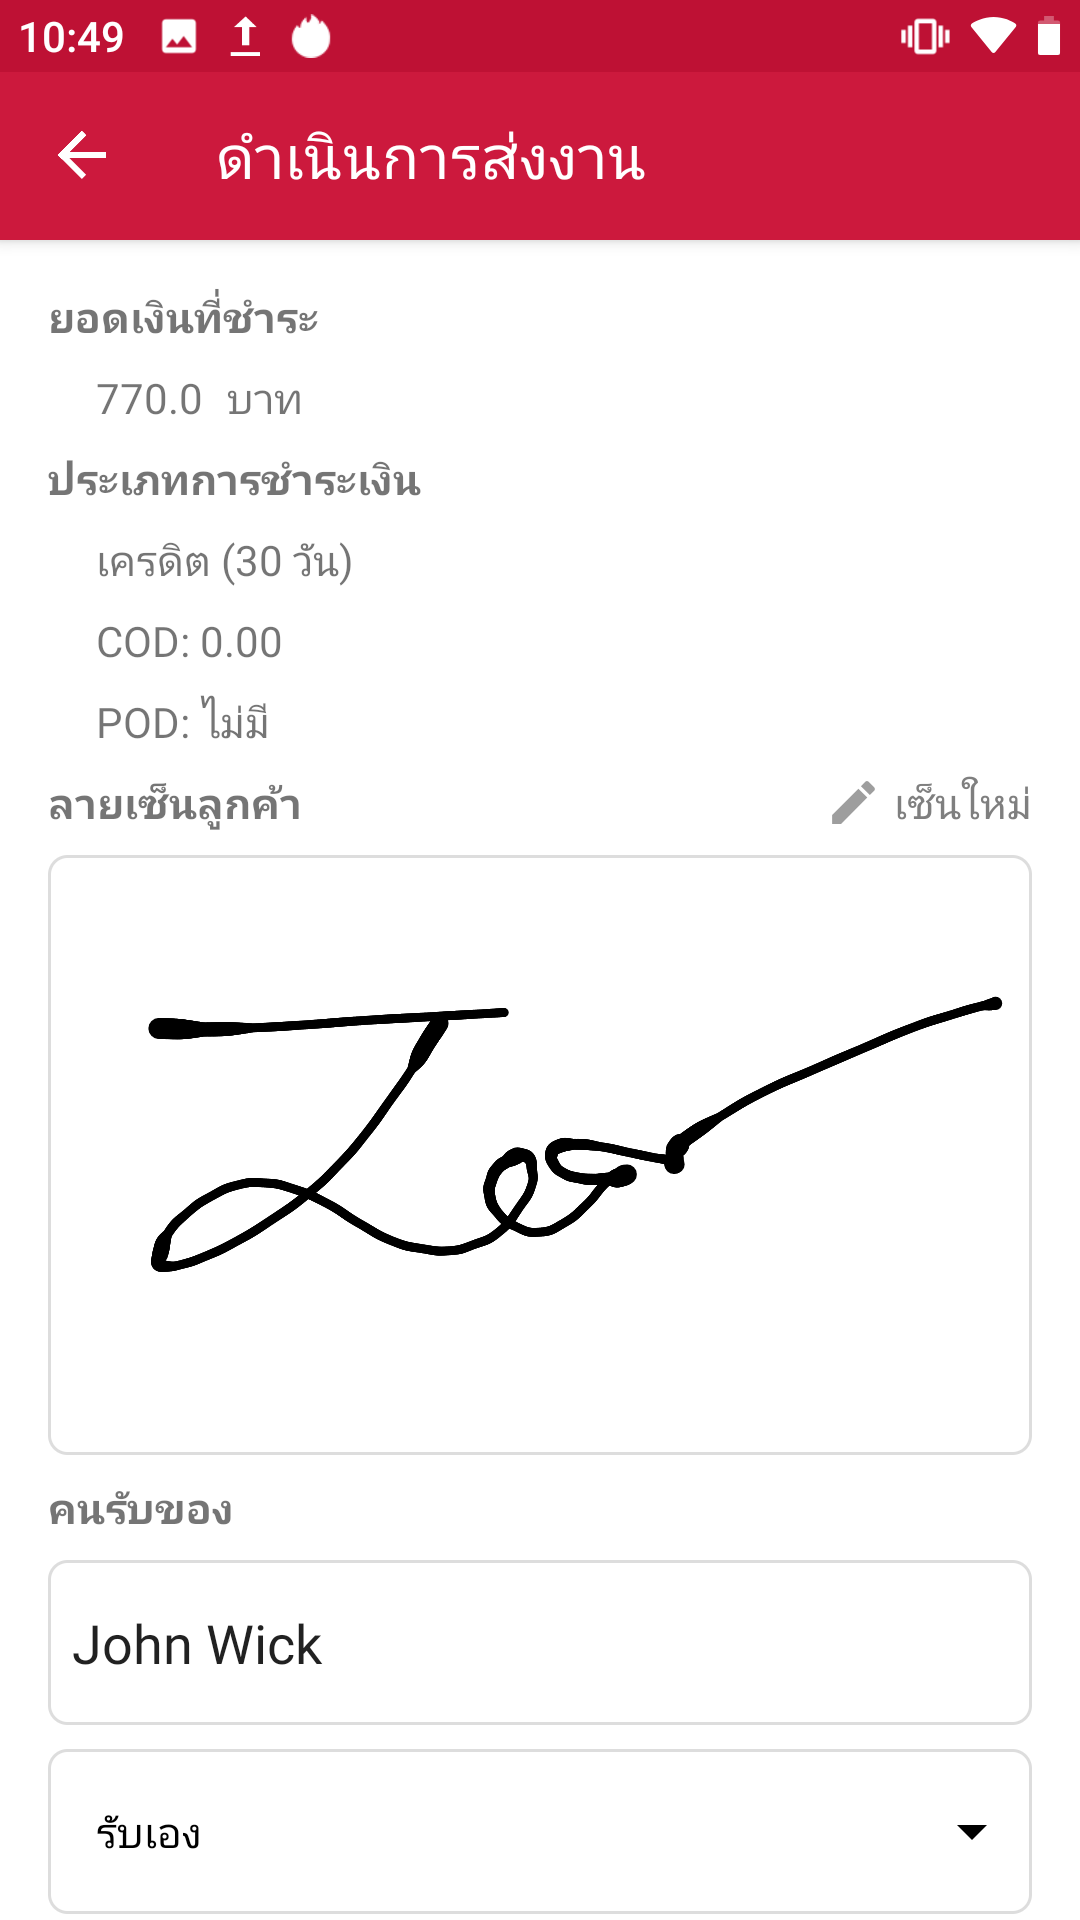 10:49
ดำเนินการส่งงาน
ยอดเงินที่ชำระ
770.0 บาท
ประเภทการชำระเงิน
เครดิต (30 วัน)
COD: 0.00
POD: ไม่มี
ลายเซ็นลูกค้า
เซ็นใหม่
คนรับของ
John Wick
รับเอง